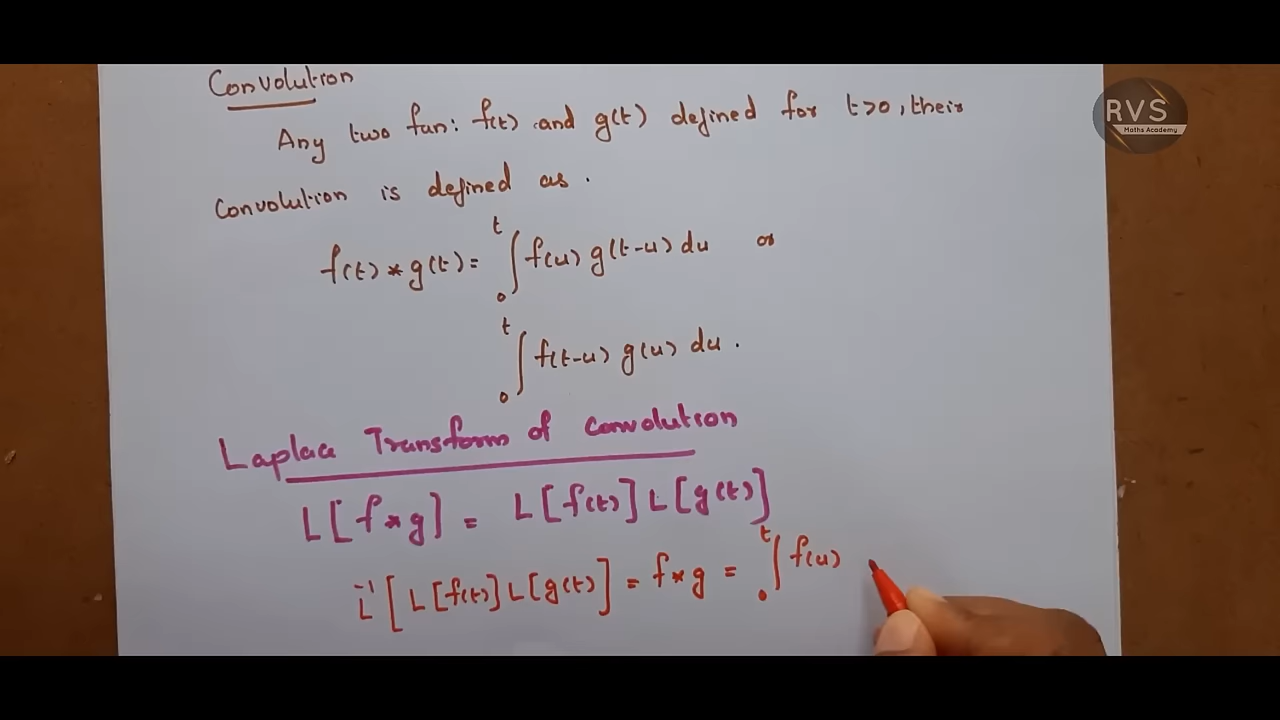 Convolution
RVS
Maths Academy
Any two fun: f(t) and g(t) defined for t>0, their
convolution is defined as.
f(t) * g(t) = ∫₀ᵗ f(u) g(t-u) du or
∫₀ᵗ f(t-u) g(u) du.
Laplace Transform of convolution
L[f*g] = L[f(t)] L[g(t)]
L⁻¹[L[f(t)] L[g(t)]] = f*g = ∫₀ᵗ f(u)